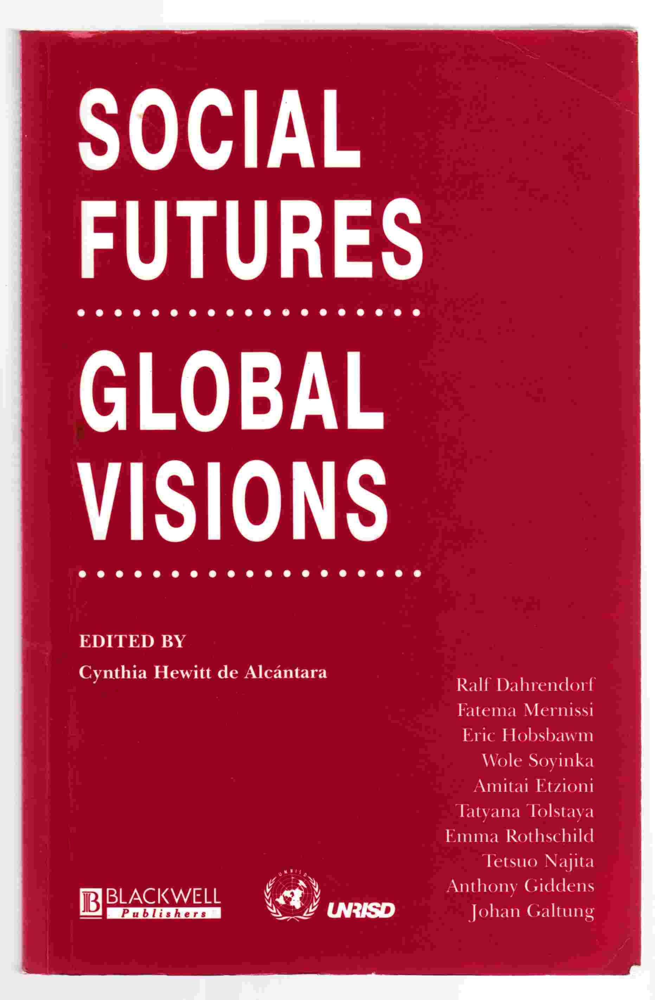 SOCIAL
FUTURES
GLOBAL
VISIONS
EDITED BY
Cynthia Hewitt de Alcántara
Ralf Dahrendorf
Fatema Mernissi
Eric Hobsbawm
Wole Soyinka
Amitai Etzioni
Tatyana Tolstaya
Emma Rothschild
Tetsuo Najita
Anthony Giddens
Johan Galtung
B BLACKWELL
Publishers
UNRISD
UNRISD